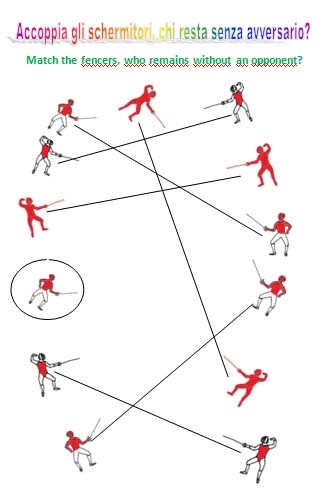 Accoppia gli schermitori, chi resta senza avversario?
Match the fencers, who remains without an opponent?